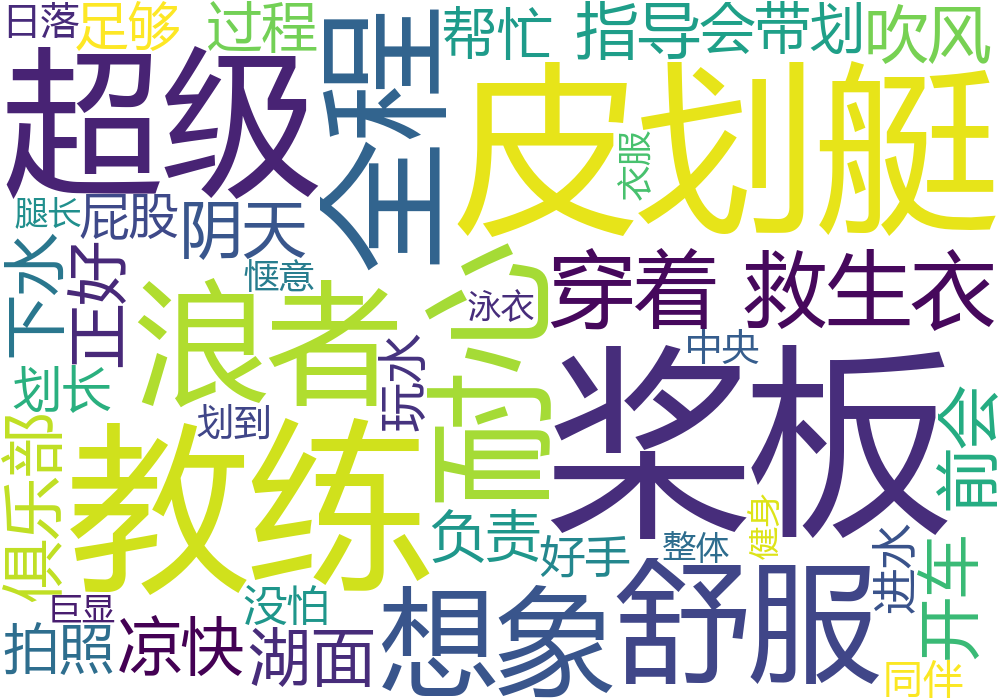 日落
足够
过程
全程
帮忙
指导
会带
划
吹风
超级
皮划艇
衣服
腿长
屁股
阴天
下水
正好
惬意
浪者
耐心
泳衣
穿着
救生衣
中央
玩水
桨板
划长
划到
教练
俱乐部
前会
负责
好手
健身
整体
舒服
进水
开车
巨显
没怕
拍照
凉快
湖面
想象
同伴